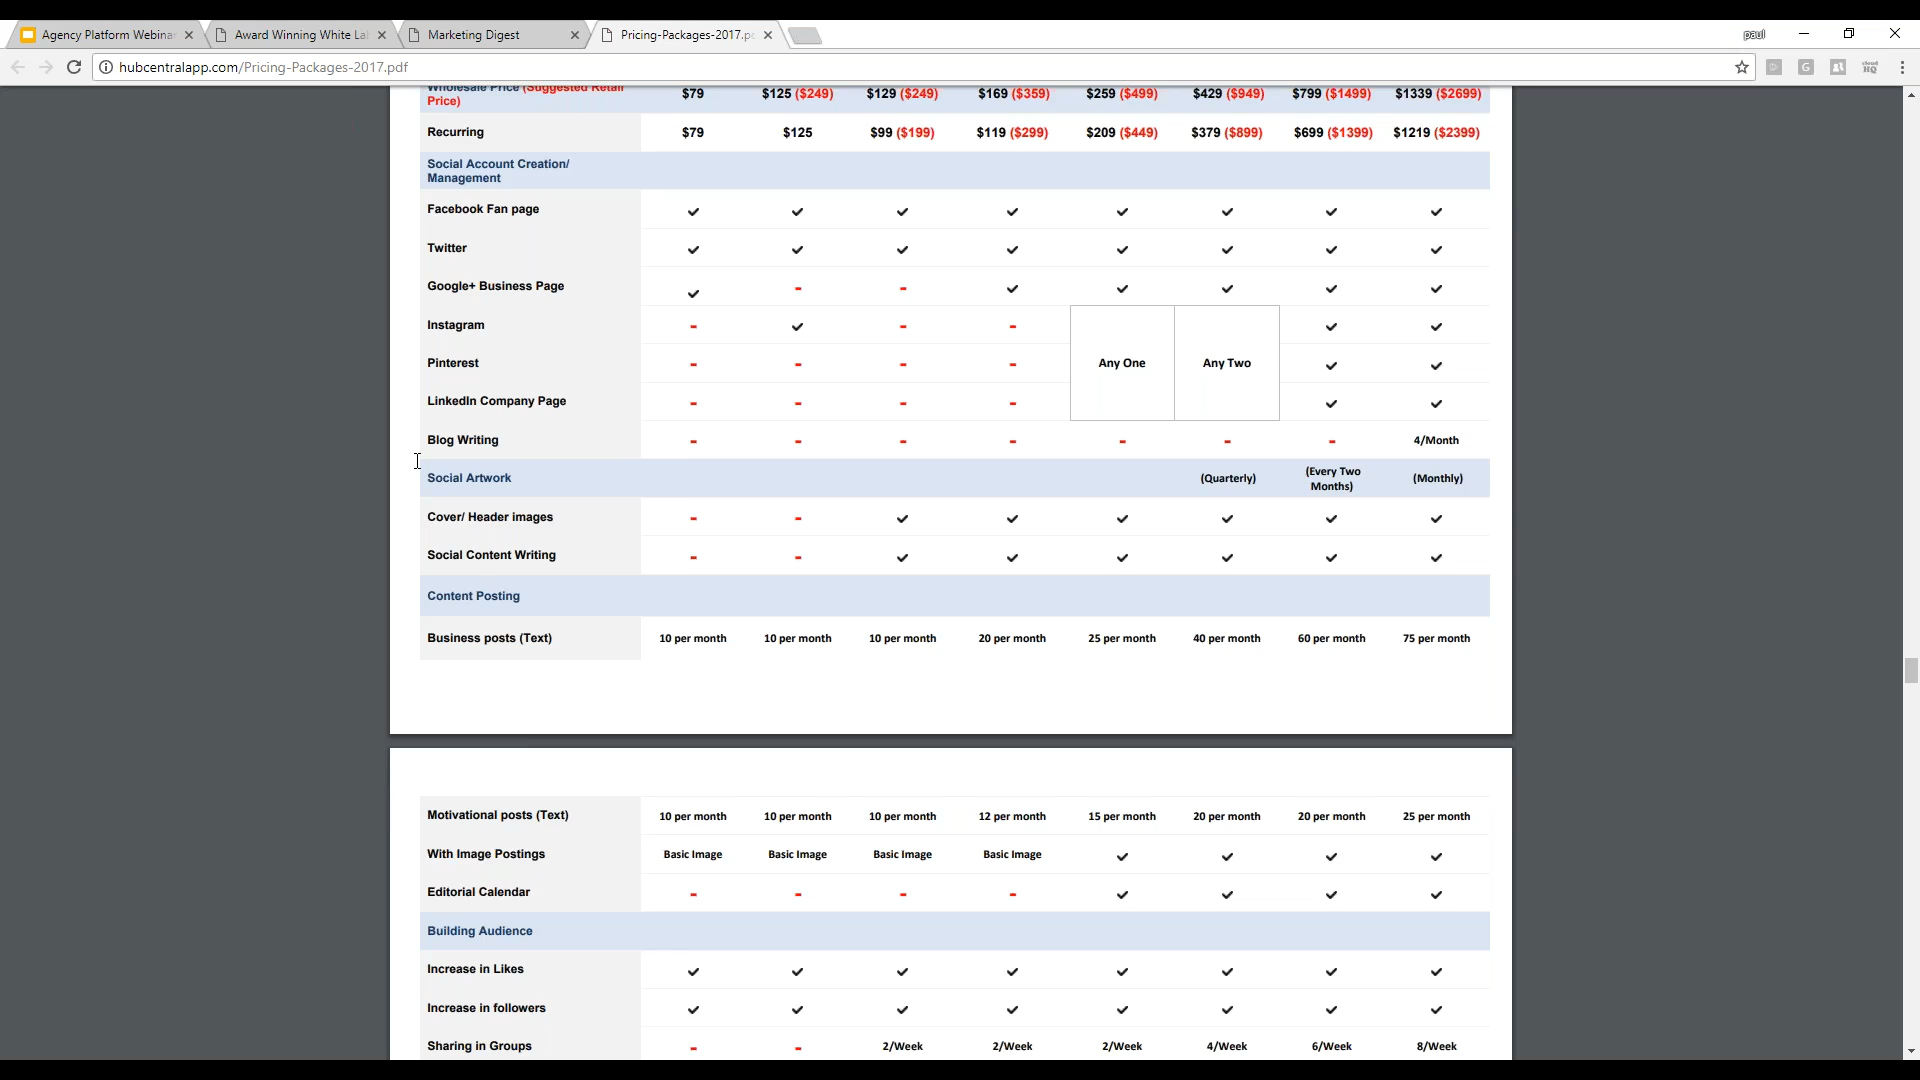 Agency Platform Webina
Award Winning White La
Marketing Digest
Pricing-Packages-2017.p
paul
hubcentralapp.com/Pricing-Packages-2017.pdf
Wholesale Price (Suggested Retail Price) $79 $125 ($249) $129 ($249) $169 ($359) $259 ($499) $429 ($949) $799 ($1499) $1339 ($2699)
Recurring $79 $125 $99 ($199) $119 ($299) $209 ($449) $379 ($899) $699 ($1399) $1219 ($2399)
Social Account Creation/
Management
Facebook Fan page ✓ ✓ ✓ ✓ ✓ ✓ ✓ ✓
Twitter ✓ ✓ ✓ ✓ ✓ ✓ ✓ ✓
Google+ Business Page ✓ - - ✓ ✓ ✓ ✓ ✓
Instagram - ✓ - - ✓ ✓
Pinterest - - - - Any One Any Two ✓ ✓
LinkedIn Company Page - - - - ✓ ✓
Blog Writing - - - - - - - 4/Month
Social Artwork (Quarterly) (Every Two Months) (Monthly)
Cover/ Header images - - ✓ ✓ ✓ ✓ ✓ ✓
Social Content Writing - - ✓ ✓ ✓ ✓ ✓ ✓
Content Posting
Business posts (Text) 10 per month 10 per month 10 per month 20 per month 25 per month 40 per month 60 per month 75 per month
Motivational posts (Text) 10 per month 10 per month 10 per month 12 per month 15 per month 20 per month 20 per month 25 per month
With Image Postings Basic Image Basic Image Basic Image Basic Image ✓ ✓ ✓ ✓
Editorial Calendar - - - - ✓ ✓ ✓ ✓
Building Audience
Increase in Likes ✓ ✓ ✓ ✓ ✓ ✓ ✓ ✓
Increase in followers ✓ ✓ ✓ ✓ ✓ ✓ ✓ ✓
Sharing in Groups - - 2/Week 2/Week 2/Week 4/Week 6/Week 8/Week